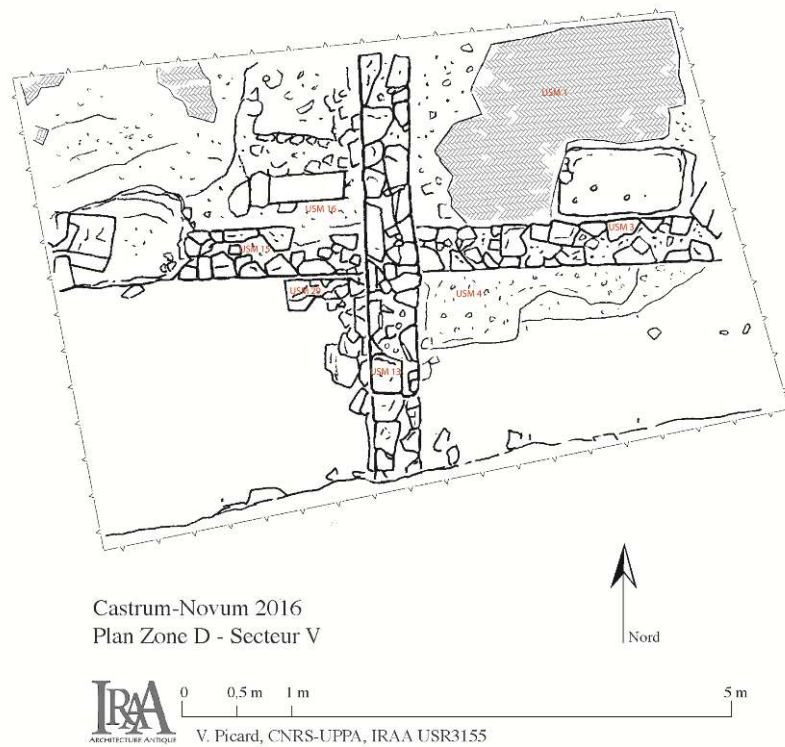 USM 1
USM 16
USM 3
USM 15
USM 29
USM 4
USM 13
Castrum-Novum 2016
Plan Zone D - Secteur V
Nord
0 0,5 m 1 m 5 m
IRAA
ARCHITECTURE ANTIQUE
V. Picard, CNRS-UPPA, IRAA USR3155